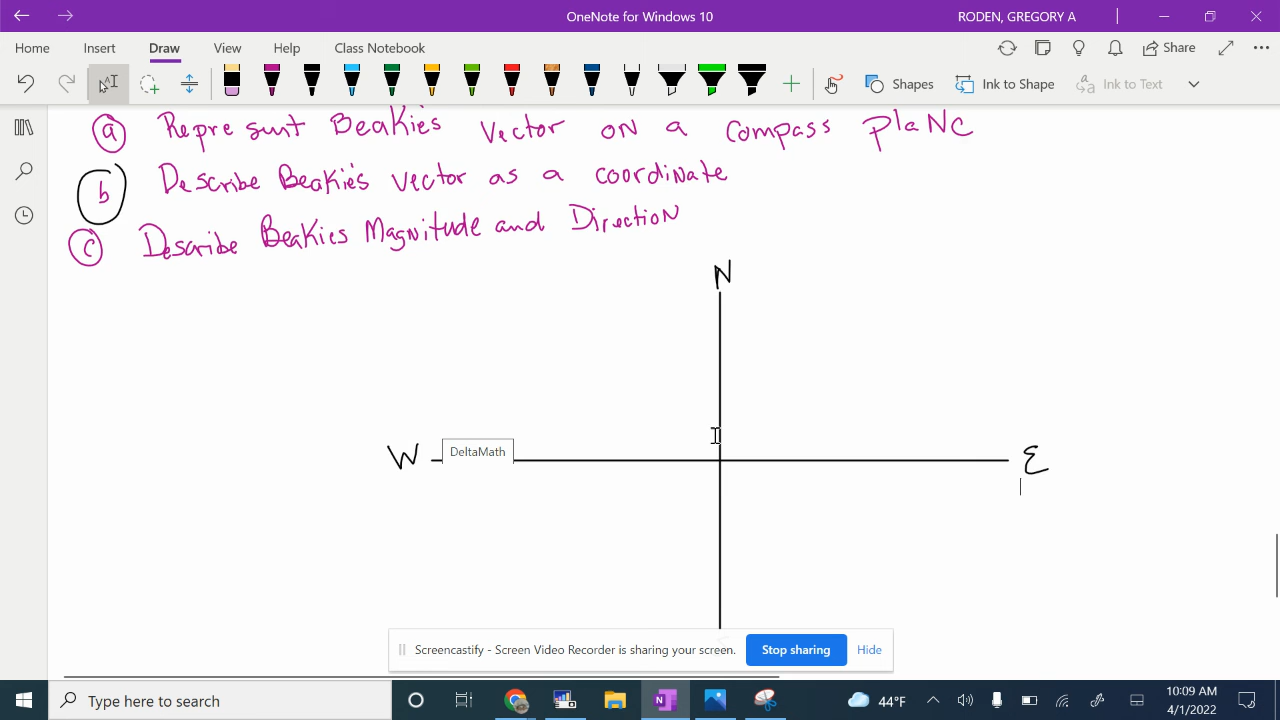 OneNote for Windows 10
RODEN, GREGORY A
Home Insert Draw View Help Class Notebook
Share
Shapes Ink to Shape Ink to Text
a Represent Beakies Vector on a Compass Plane
b Describe Beakie's Vector as a coordinate
c Describe Beakies Magnitude and Direction
N
W DeltaMath E
Screencastify - Screen Video Recorder is sharing your screen. Stop sharing Hide
Type here to search
44°F
10:09 AM
4/1/2022